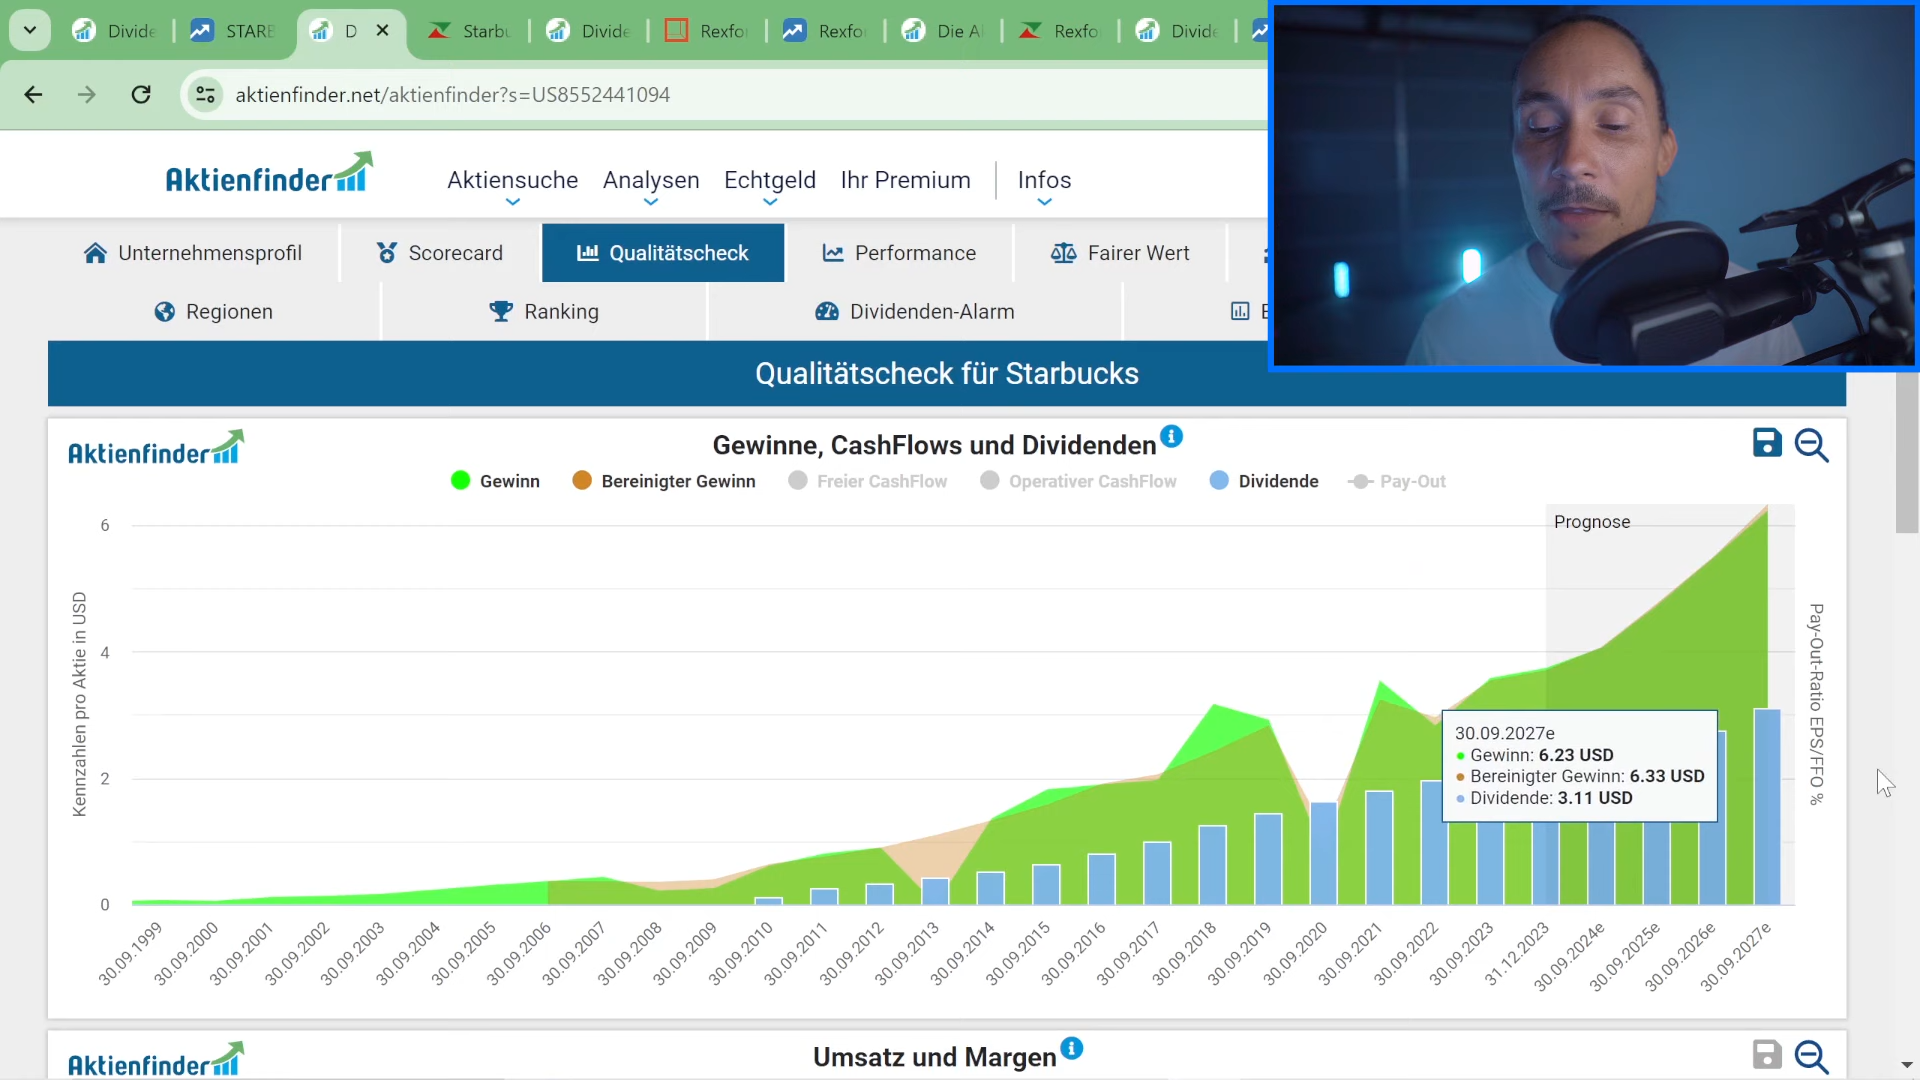 Divide
STARB
D
Starbu
Divide
Rexfo
Rexfo
Die A
Rexfo
Divide
aktienfinder.net/aktienfinder?s=US8552441094
Aktienfinder
Aktiensuche
Analysen
Echtgeld
Ihr Premium
Infos
Unternehmensprofil
Scorecard
Qualitätscheck
Performance
Fairer Wert
Regionen
Ranking
Dividenden-Alarm
Qualitätscheck für Starbucks
Aktienfinder
Gewinne, CashFlows und Dividenden
Gewinn
Bereinigter Gewinn
Freier CashFlow
Operativer CashFlow
Dividende
Pay-Out
Prognose
Kennzahlen pro Aktie in USD
6
4
2
0
Pay-Out-Ratio EPS/FFO %
30.09.2027e
Gewinn: 6.23 USD
Bereinigter Gewinn: 6.33 USD
Dividende: 3.11 USD
30.09.1999
30.09.2000
30.09.2001
30.09.2002
30.09.2003
30.09.2004
30.09.2005
30.09.2006
30.09.2007
30.09.2008
30.09.2009
30.09.2010
30.09.2011
30.09.2012
30.09.2013
30.09.2014
30.09.2015
30.09.2016
30.09.2017
30.09.2018
30.09.2019
30.09.2020
30.09.2021
30.09.2022
30.09.2023
31.12.2023
30.09.2024e
30.09.2025e
30.09.2026e
30.09.2027e
Aktienfinder
Umsatz und Margen